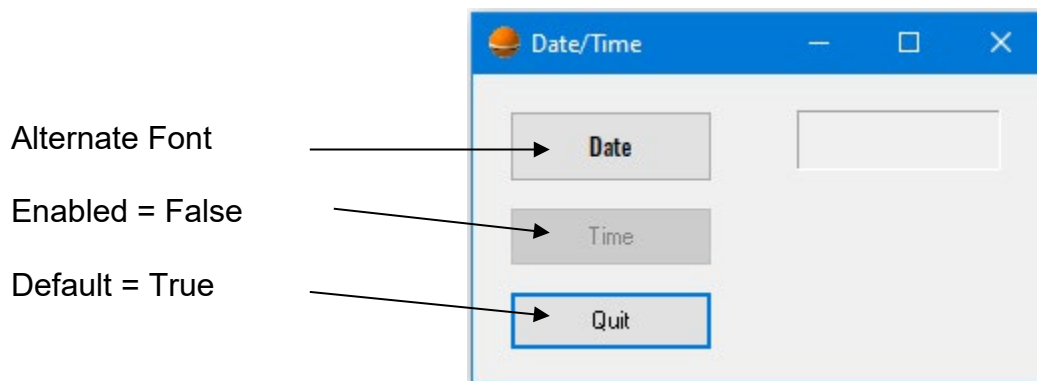 Date/Time
Alternate Font
Date
Enabled = False
Time
Default = True
Quit